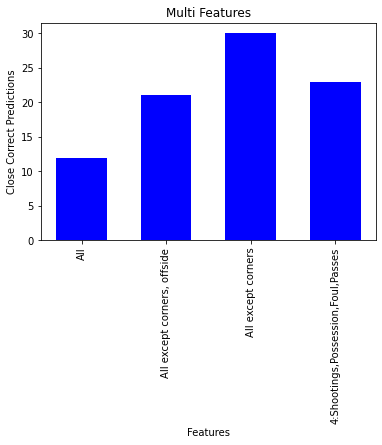 Multi Features
Close Correct Predictions
30
25
20
15
10
5
0
All
All except corners, offside
All except corners
4:Shootings,Possession,Foul,Passes
Features